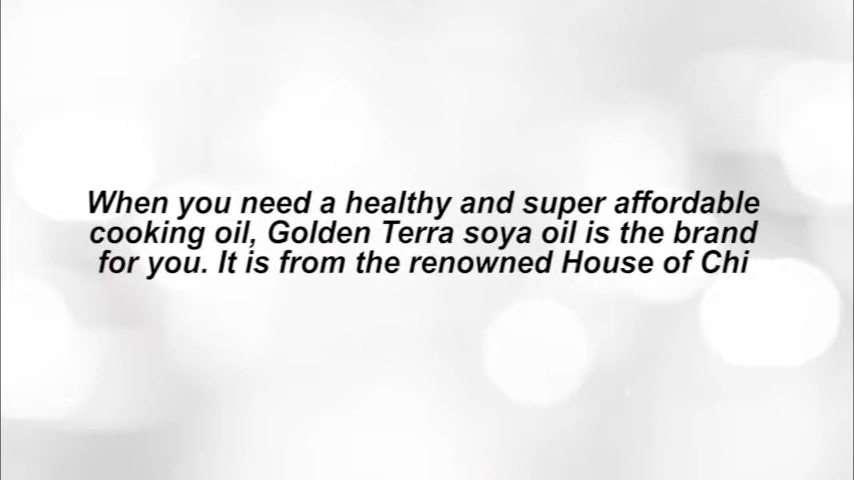 When you need a healthy and super affordable
cooking oil, Golden Terra soya oil is the brand
for you. It is from the renowned House of Chi